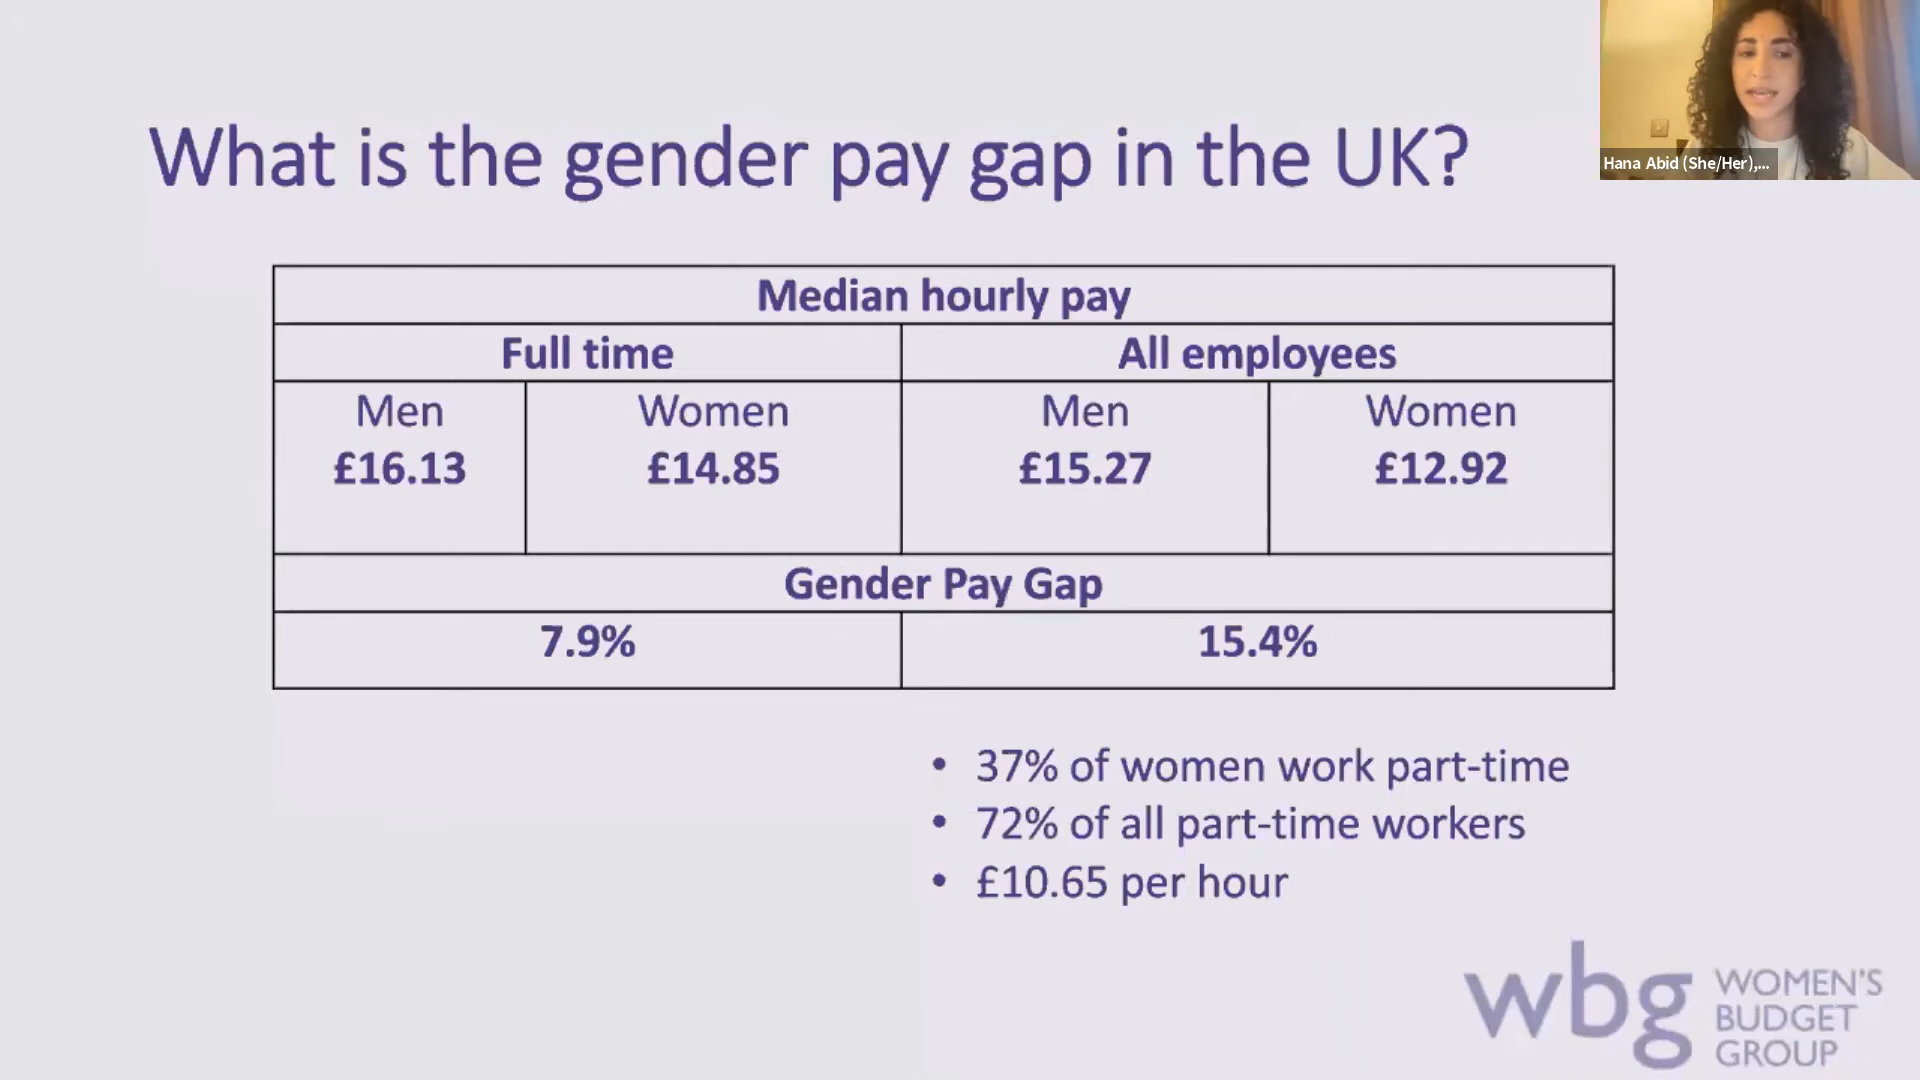 What is the gender pay gap in the UK?
Hana Abid (She/Her),...
Median hourly pay
Full time
All employees
Men
Women
Men
Women
£16.13
£14.85
£15.27
£12.92
Gender Pay Gap
7.9%
15.4%
• 37% of women work part-time
• 72% of all part-time workers
• £10.65 per hour
wbg
WOMEN'S
BUDGET
GROUP